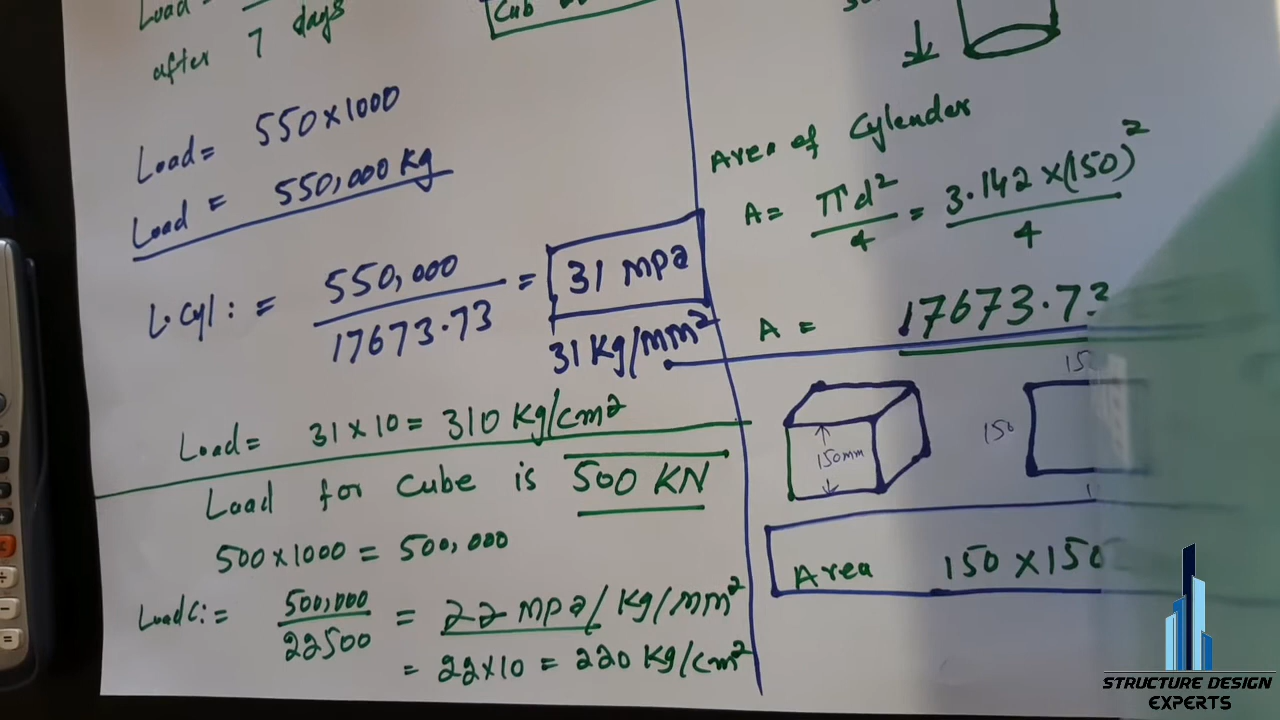 Load =
after 7 days
Load = 550x1000
Load = 550,000 Kg
L.Cyl: = 550,000 / 17673.73 = 31 mpa
31 Kg/mm²
Load = 31 x 10 = 310 Kg/cm²
Load for Cube is 500 KN
500 x 1000 = 500,000
LoadC: = 500,000 / 22500 = 22 mpa/ Kg/mm²
= 22x10 = 220 Kg/cm²
Cub
Area of Cylender
A = πd² / 4 = 3.142 x (150)² / 4
A = 17673.73
150mm
15
150
Area 150 x 150
STRUCTURE DESIGN
EXPERTS